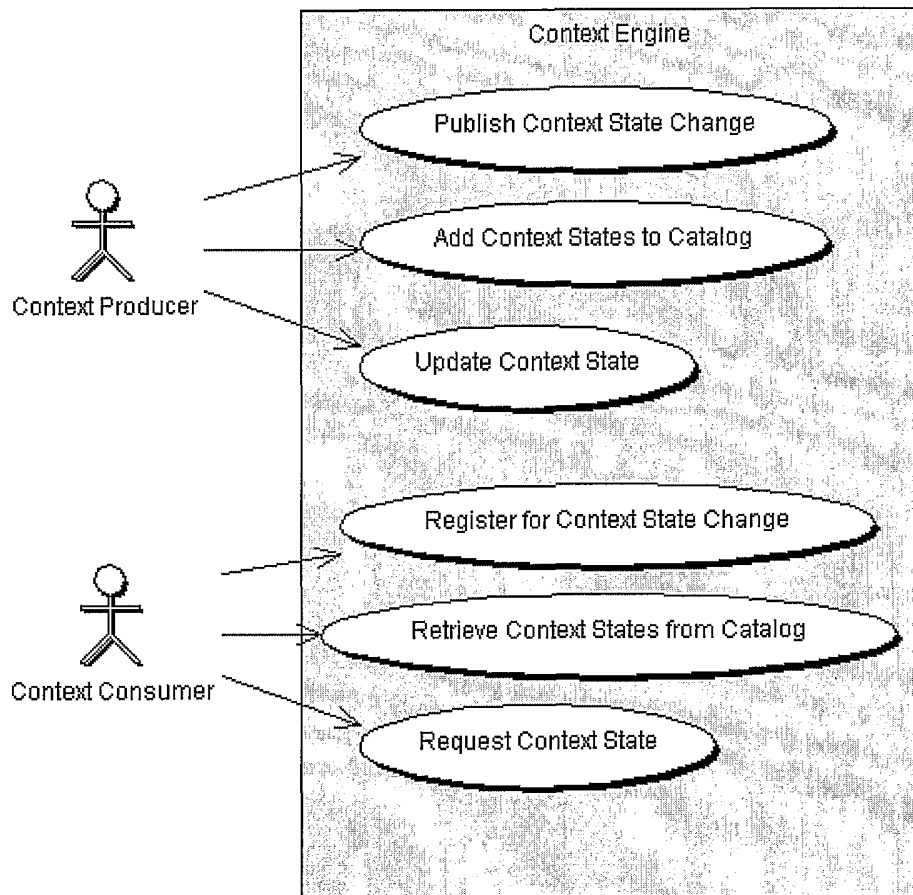 Context Engine
Publish Context State Change
Add Context States to Catalog
Context Producer
Update Context State
Register for Context State Change
Retrieve Context States from Catalog
Context Consumer
Request Context State